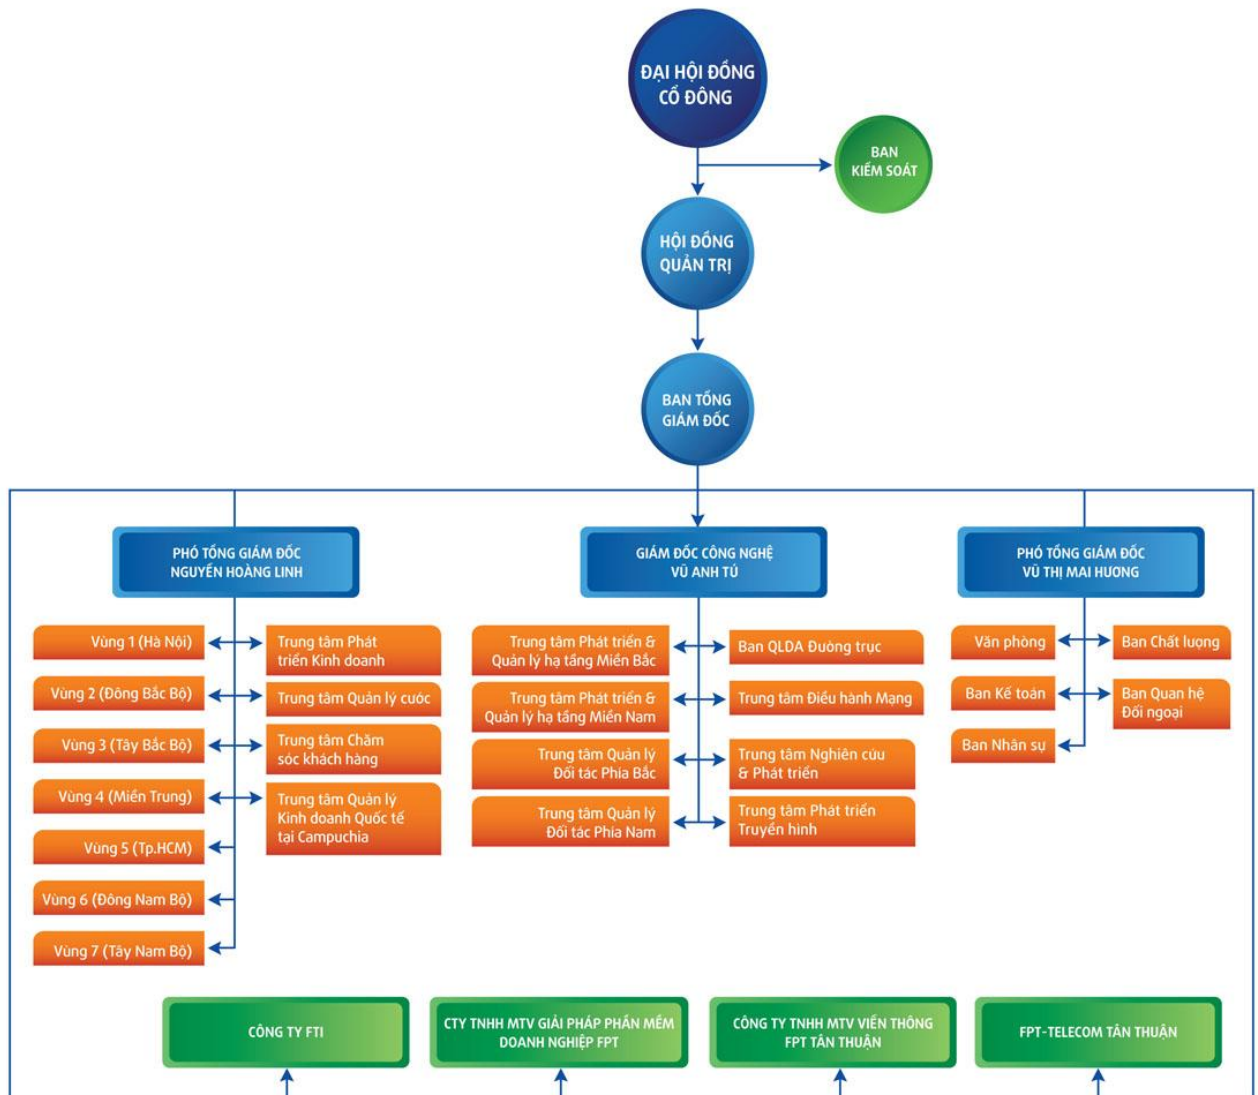 ĐẠI HỘI ĐỒNG
CỔ ĐÔNG
BAN
KIỂM SOÁT
HỘI ĐỒNG
QUẢN TRỊ
BAN TỔNG
GIÁM ĐỐC
PHÓ TỔNG GIÁM ĐỐC
NGUYỄN HOÀNG LINH
GIÁM ĐỐC CÔNG NGHỆ
VŨ ANH TÚ
PHÓ TỔNG GIÁM ĐỐC
VŨ THỊ MAI HƯƠNG
Vùng 1 (Hà Nội)
Vùng 2 (Đông Bắc Bộ)
Vùng 3 (Tây Bắc Bộ)
Vùng 4 (Miền Trung)
Vùng 5 (Tp.HCM)
Vùng 6 (Đông Nam Bộ)
Vùng 7 (Tây Nam Bộ)
Trung tâm Phát
triển Kinh doanh
Trung tâm Quản lý cước
Trung tâm Chăm
sóc khách hàng
Trung tâm Quản lý
Kinh doanh Quốc tế
tại Campuchia
Trung tâm Phát triển &
Quản lý hạ tầng Miền Bắc
Trung tâm Phát triển &
Quản lý hạ tầng Miền Nam
Trung tâm Quản lý
Đối tác Phía Bắc
Trung tâm Quản lý
Đối tác Phía Nam
Ban QLDA Đường trục
Trung tâm Điều hành Mạng
Trung tâm Nghiên cứu
& Phát triển
Trung tâm Phát triển
Truyền hình
Văn phòng
Ban Kế toán
Ban Nhân sự
Ban Chất lượng
Ban Quan hệ
Đối ngoại
CÔNG TY FTI
CTY TNHH MTV GIẢI PHÁP PHẦN MỀM
DOANH NGHIỆP FPT
CÔNG TY TNHH MTV VIỄN THÔNG
FPT TÂN THUẬN
FPT-TELECOM TÂN THUẬN